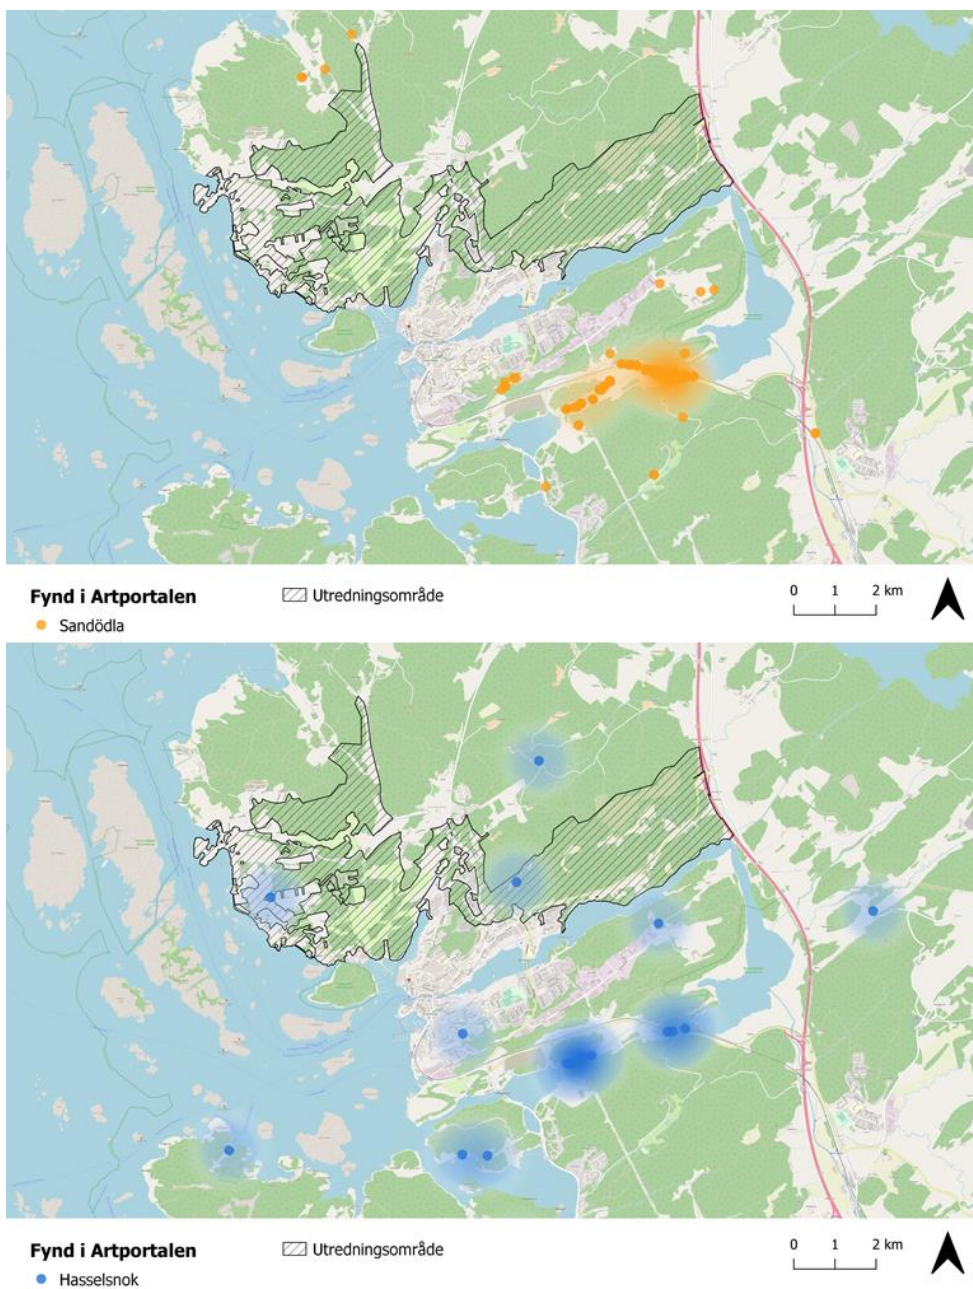 Fynd i Artportalen
Utredningsområde
0 1 2 km
Sandödla
Fynd i Artportalen
Utredningsområde
0 1 2 km
Hasselsnok